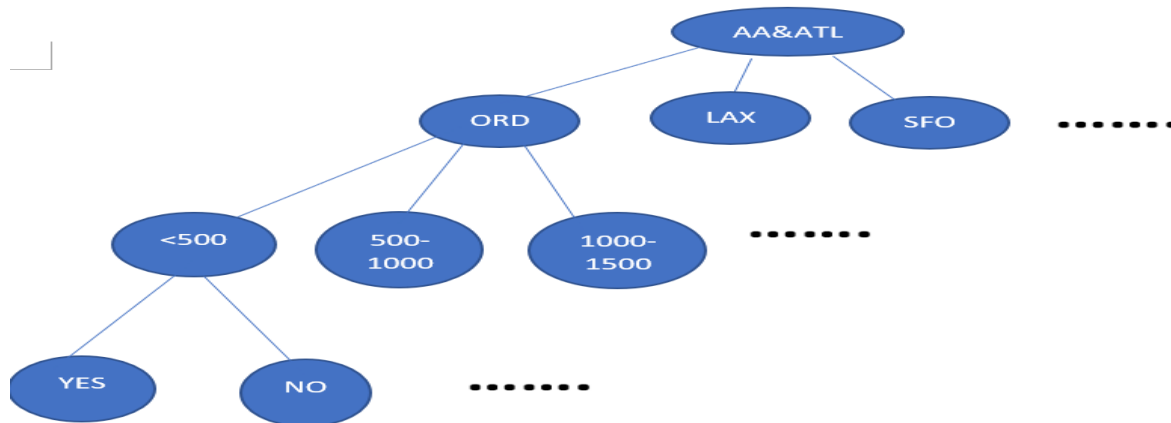 AA&ATL
ORD
LAX
SFO
.......
<500
500-
1000
1000-
1500
.......
YES
NO
.......